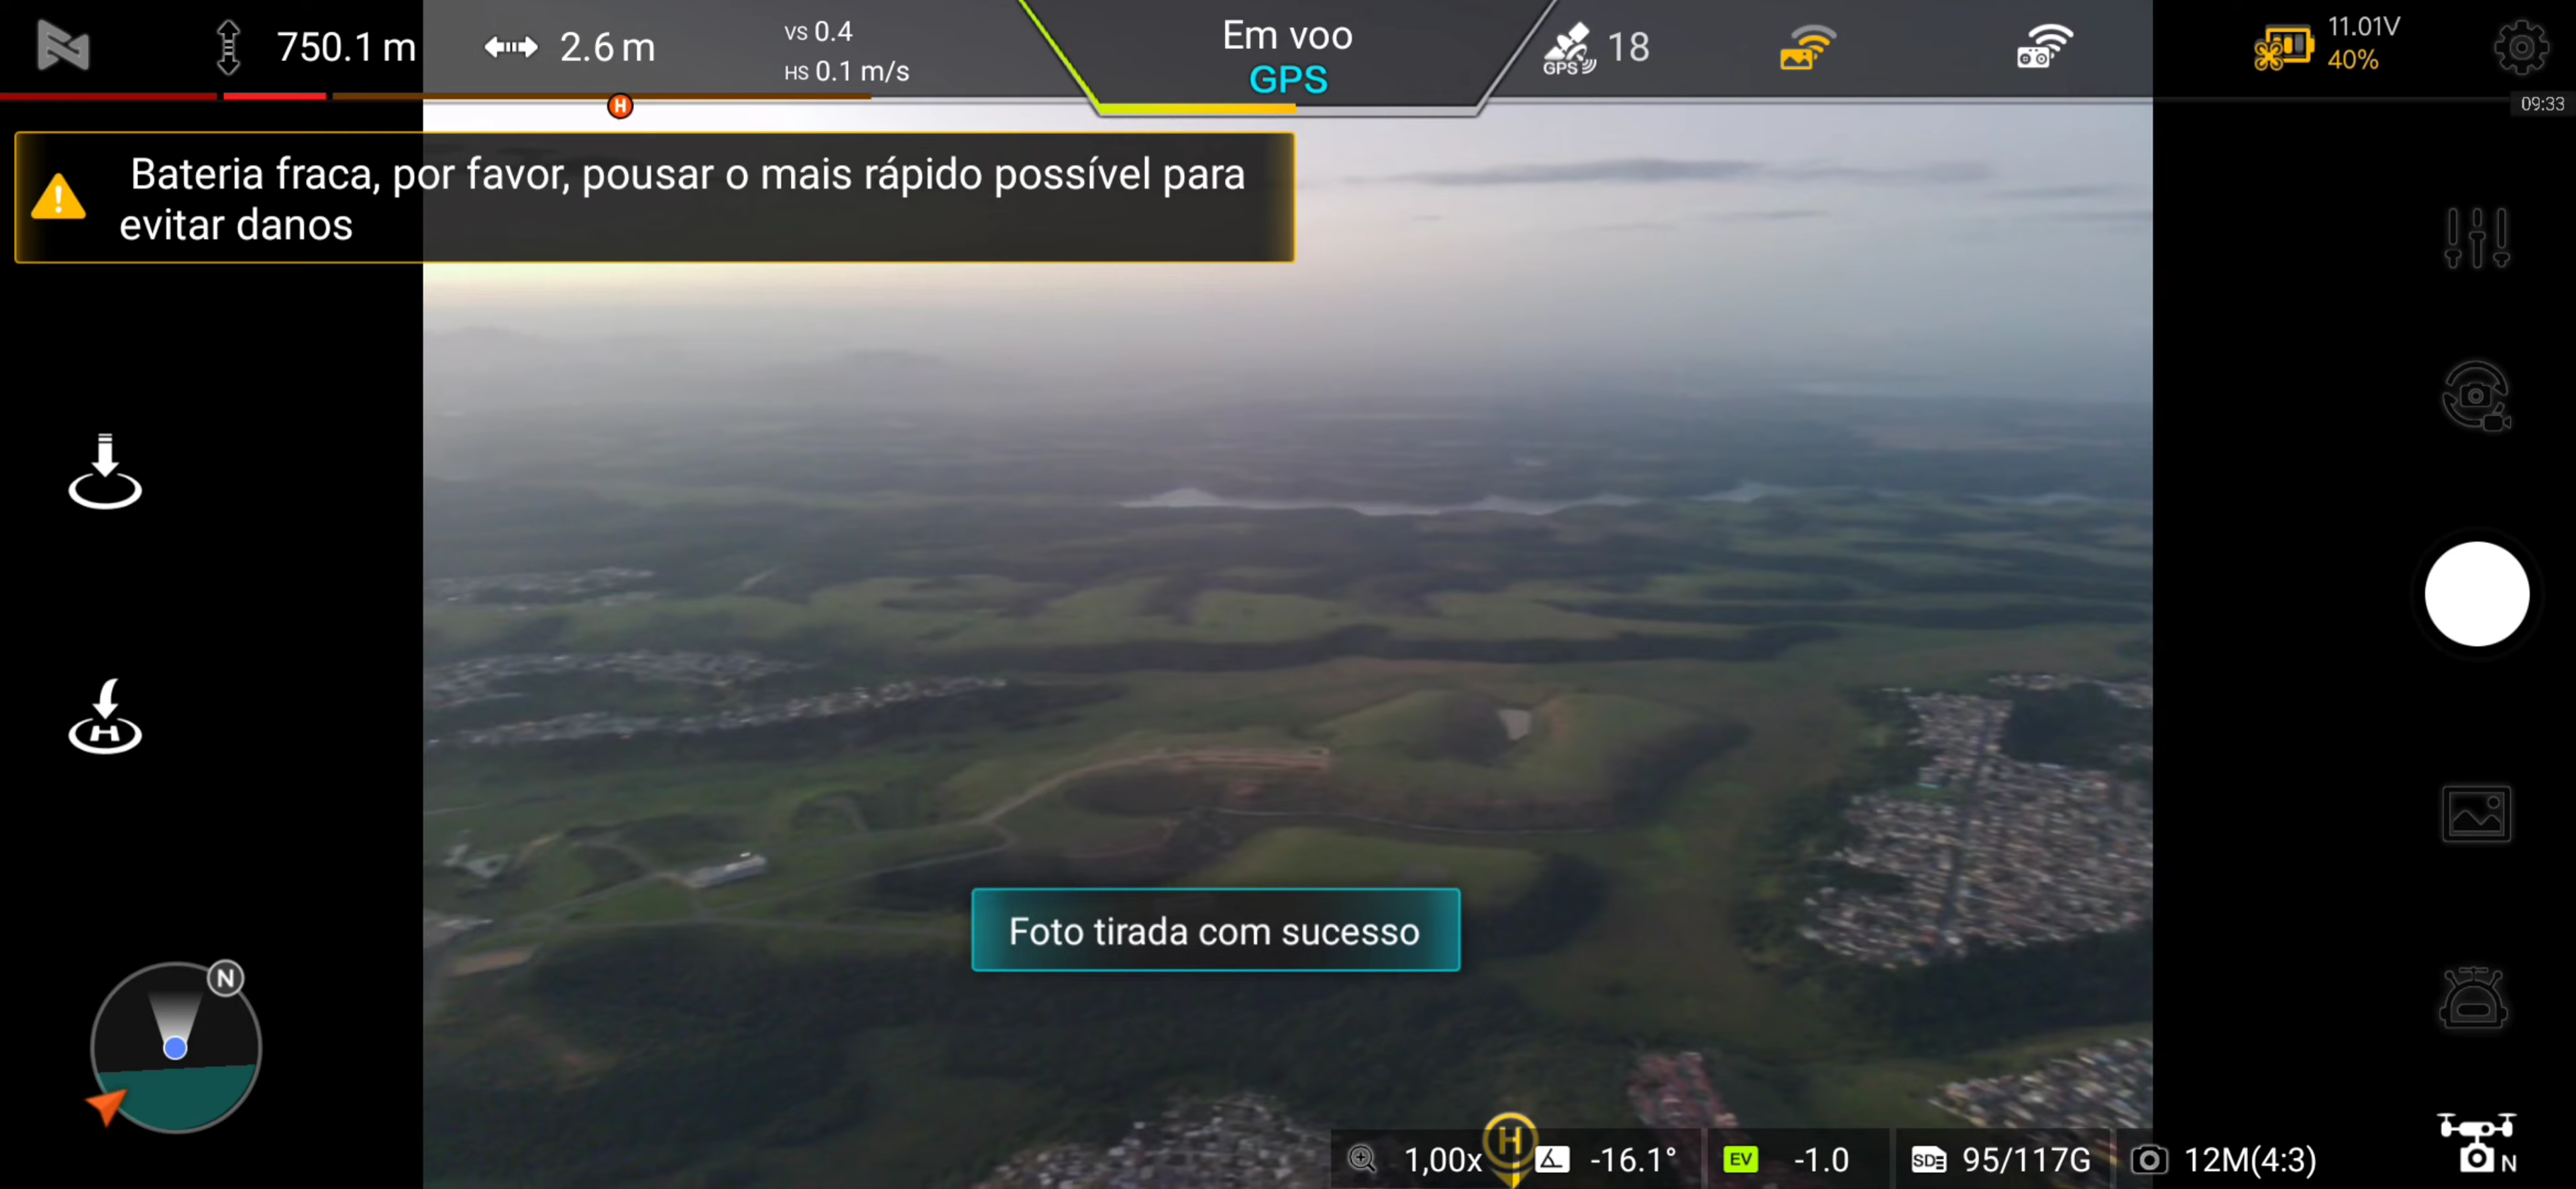 750.1 m
2.6 m
VS 0.4
HS 0.1 m/s
Em voo
GPS
GPS
18
11.01V
40%
09:33
H
Bateria fraca, por favor, pousar o mais rápido possível para
evitar danos
H
Foto tirada com sucesso
N
H
1,00x
-16.1°
EV
-1.0
SD
95/117G
12M(4:3)
N